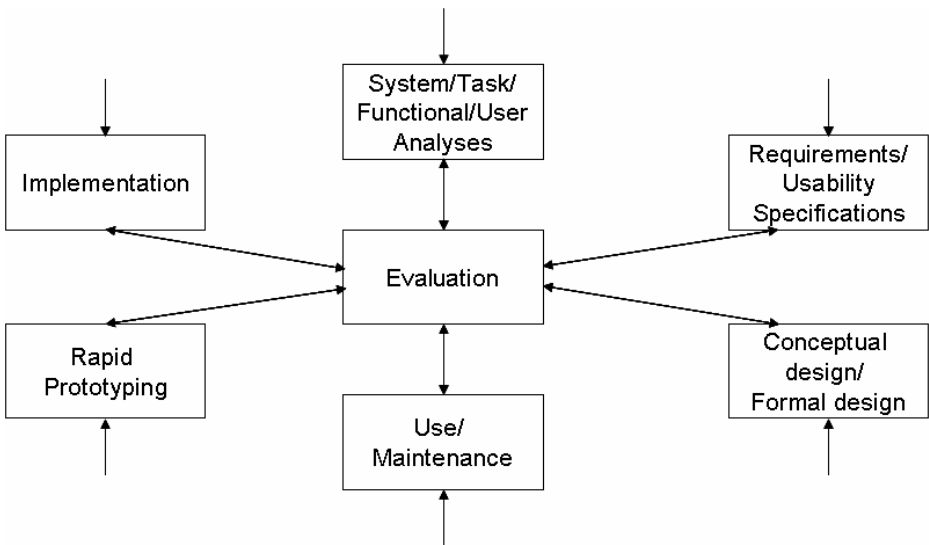 System/Task/
Functional/User
Analyses
Implementation
Requirements/
Usability
Specifications
Evaluation
Rapid
Prototyping
Conceptual
design/
Formal design
Use/
Maintenance